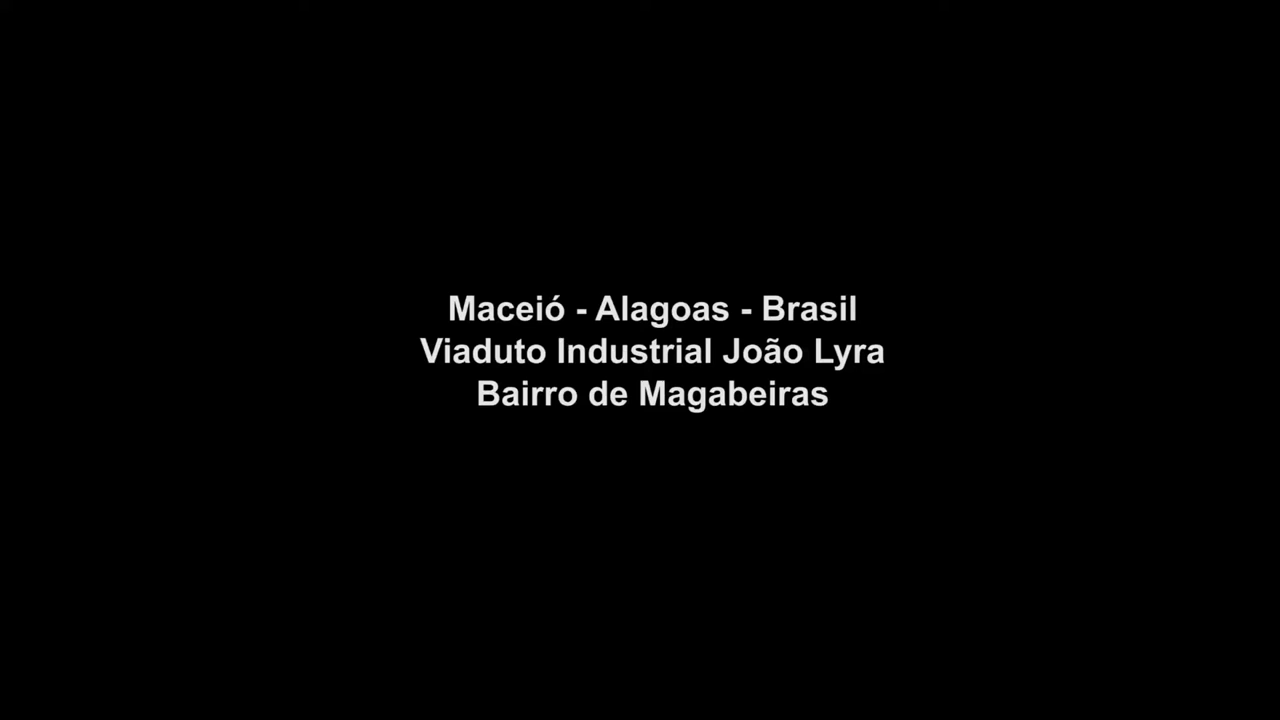 Maceió - Alagoas - Brasil
Viaduto Industrial João Lyra
Bairro de Magabeiras